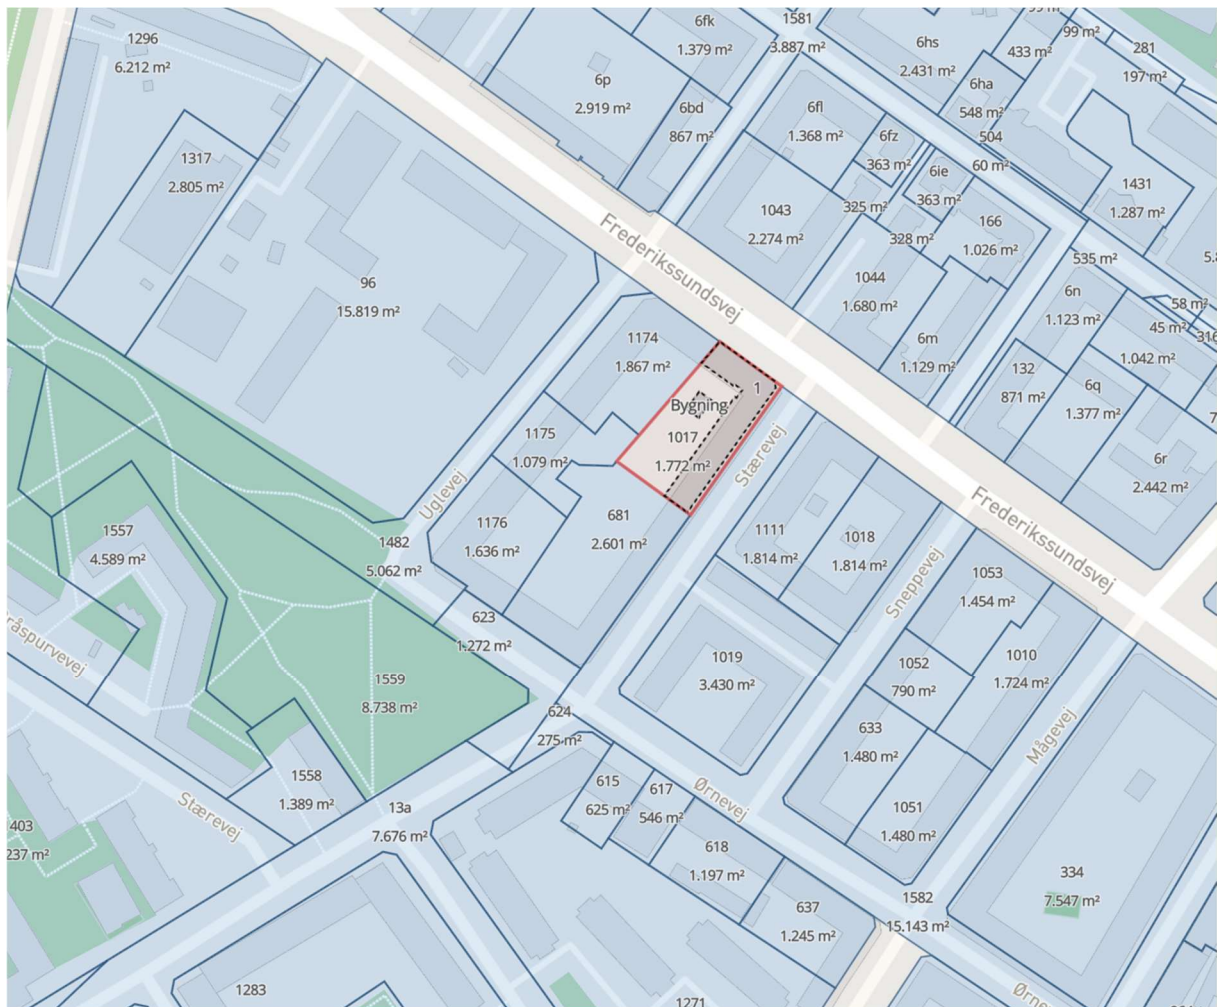 1296
6.212 m²
6fk
1.379 m²
1581
3.887 m²
6hs
2.431 m²
433 m²
99 m²
281
197 m²
6p
2.919 m²
6bd
867 m²
6fl
1.368 m²
6fz
363 m²
6ha
548 m²
504
60 m²
1317
2.805 m²
6ie
363 m²
1431
1.287 m²
325 m²
1043
2.274 m²
328 m²
166
1.026 m²
535 m²
96
15.819 m²
Frederikssundsvej
1044
1.680 m²
6n
1.123 m²
58 m²
45 m²
316
1.042 m²
1174
1.867 m²
6m
1.129 m²
132
871 m²
6q
1.377 m²
1
Bygning
1017
1.772 m²
1175
1.079 m²
Stærevej
6r
2.442 m²
Uglevej
681
2.601 m²
1176
1.636 m²
1111
1.814 m²
1018
1.814 m²
Frederikssundsvej
1557
4.589 m²
1482
5.062 m²
Sneppevej
1053
1.454 m²
623
1.272 m²
1019
3.430 m²
1052
790 m²
1010
1.724 m²
1559
8.738 m²
624
275 m²
633
1.480 m²
Mågevej
1558
1.389 m²
Stærevej
13a
7.676 m²
615
625 m²
617
546 m²
Ørnevej
1051
1.480 m²
403
237 m²
618
1.197 m²
334
7.547 m²
637
1.245 m²
1582
15.143 m²
1283
1271